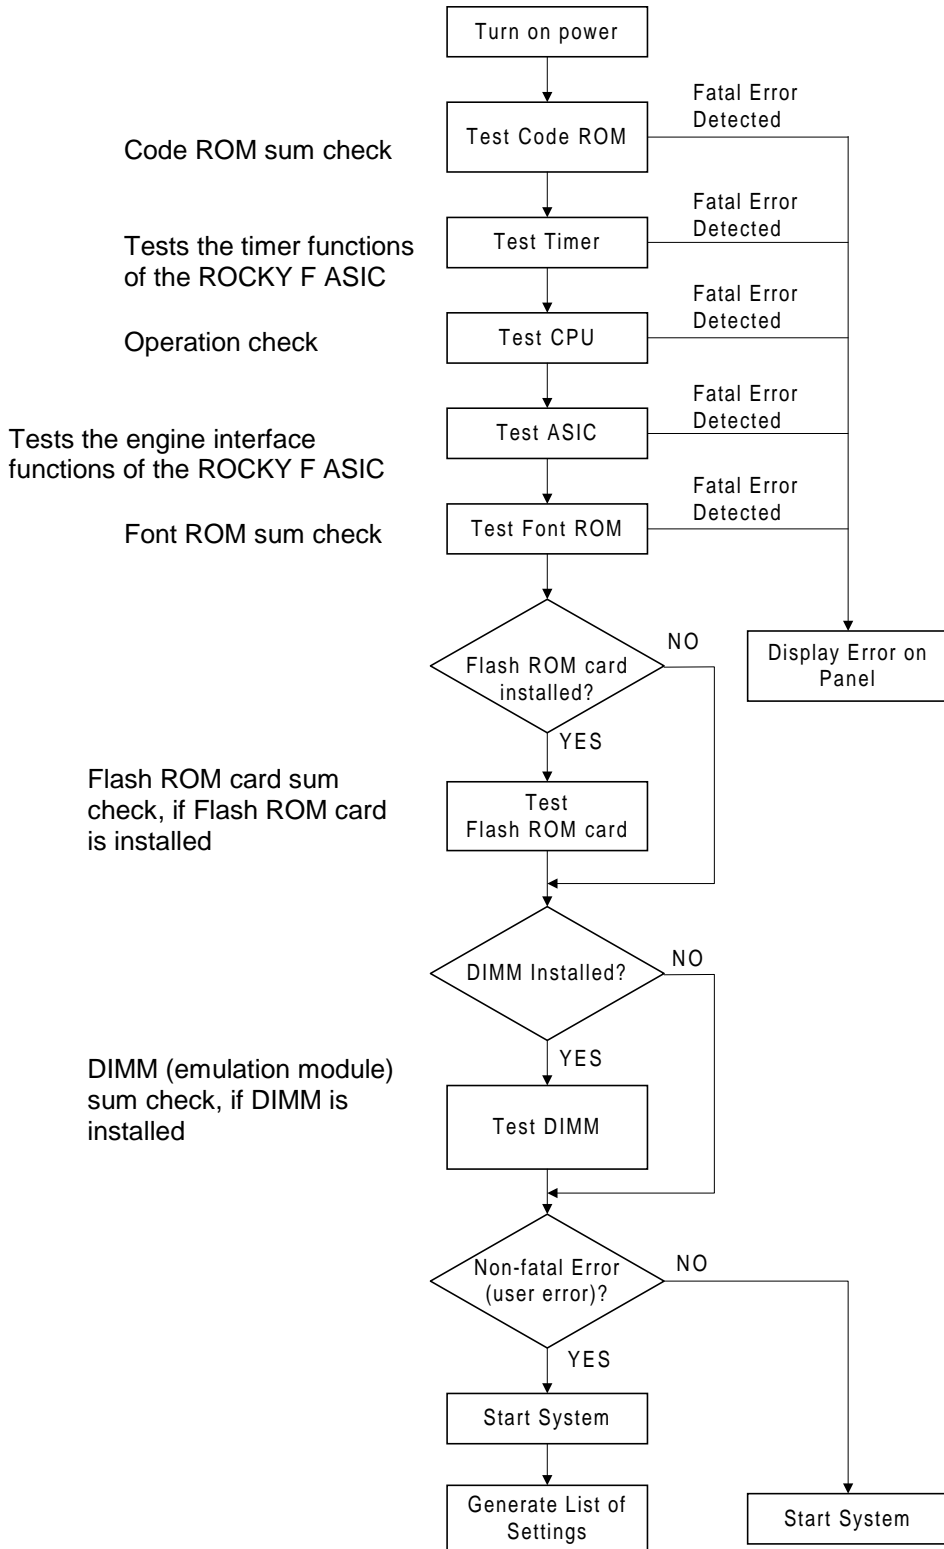 Turn on power
Fatal Error
Detected
Test Code ROM
Code ROM sum check
Fatal Error
Detected
Test Timer
Tests the timer functions
of the ROCKY F ASIC
Fatal Error
Detected
Test CPU
Operation check
Fatal Error
Detected
Test ASIC
Tests the engine interface
functions of the ROCKY F ASIC
Fatal Error
Detected
Test Font ROM
Font ROM sum check
NO
Flash ROM card
installed?
Display Error on
Panel
YES
Flash ROM card sum
check, if Flash ROM card
is installed
Test
Flash ROM card
NO
DIMM Installed?
YES
DIMM (emulation module)
sum check, if DIMM is
installed
Test DIMM
NO
Non-fatal Error
(user error)?
YES
Start System
Generate List of
Settings
Start System